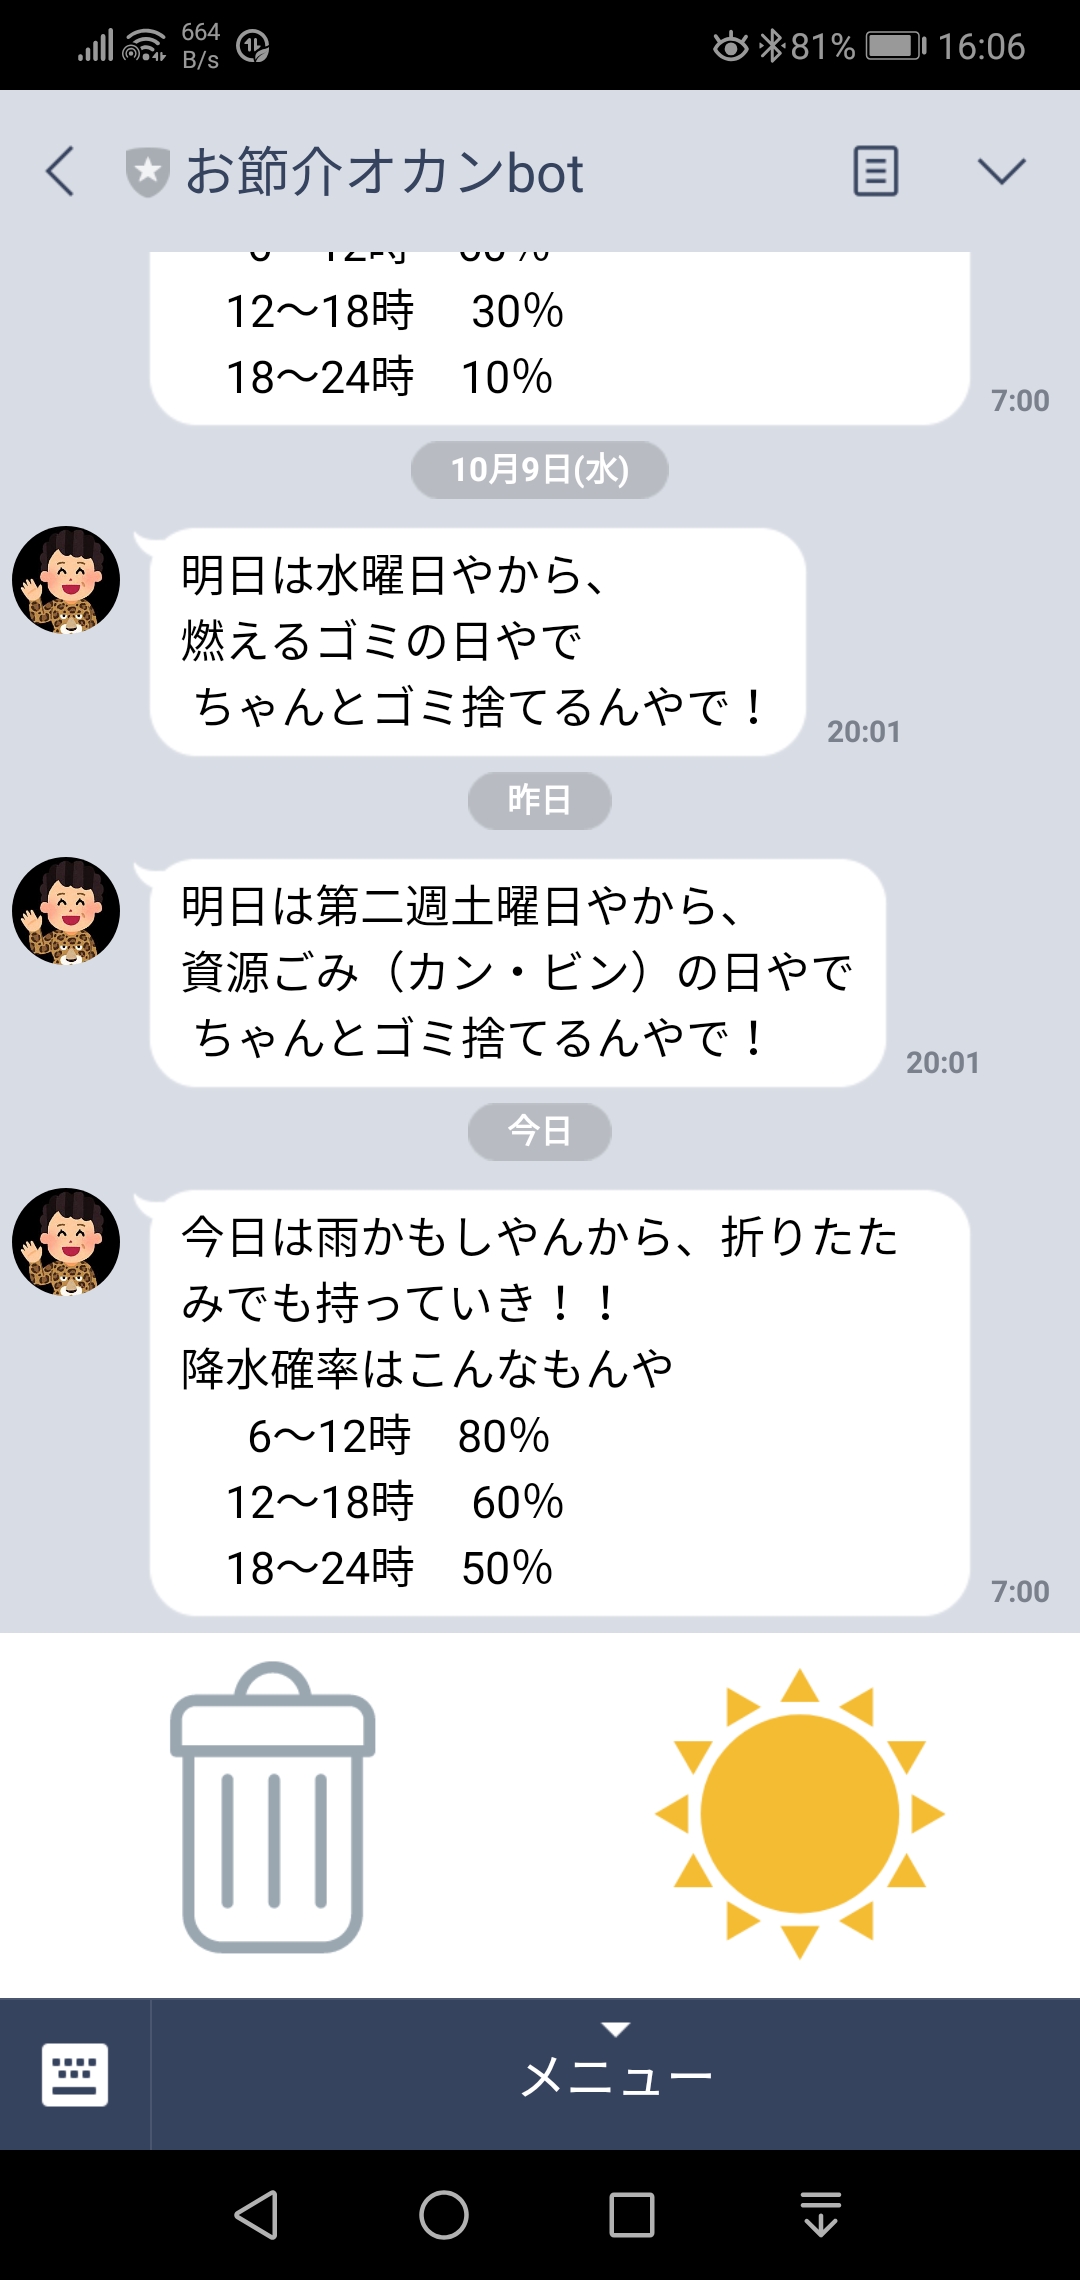 664
B/s
81% 16:06
お節介オカンbot
12〜18時 30%
18〜24時 10%
7:00
10月9日(水)
明日は水曜日やから、
燃えるゴミの日やで
ちゃんとゴミ捨てるんやで！
20:01
昨日
明日は第二週土曜日やから、
資源ごみ（カン・ビン）の日やで
ちゃんとゴミ捨てるんやで！
20:01
今日
今日は雨かもしやんから、折りたた
みでも持っていき！！
降水確率はこんなもんや
6〜12時 80%
12〜18時 60%
18〜24時 50%
7:00
メニュー